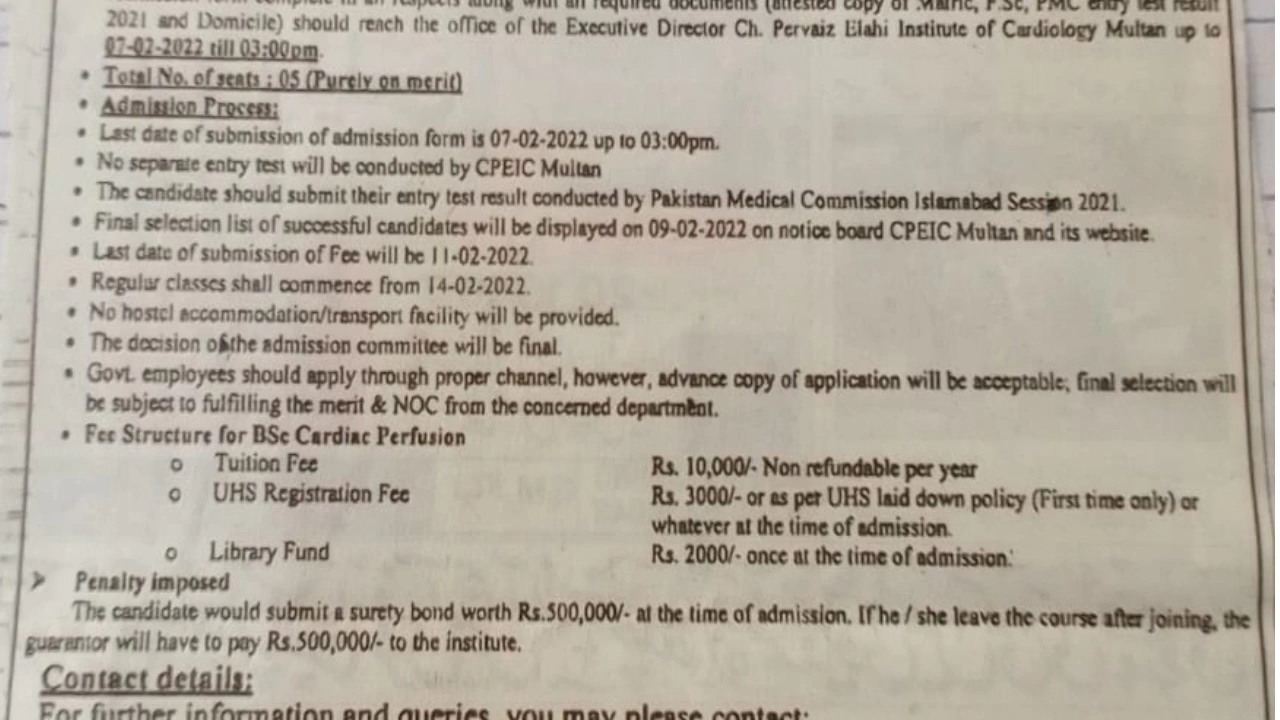 2021 and Domicile) should reach the office of the Executive Director Ch. Pervaiz Elahi Institute of Cardiology Multan up to
07-02-2022 till 03:00pm.
• Total No. of seats : 05 (Purely on merit)
• Admission Process:
• Last date of submission of admission form is 07-02-2022 up to 03:00pm.
• No separate entry test will be conducted by CPEIC Multan
• The candidate should submit their entry test result conducted by Pakistan Medical Commission Islamabad Session 2021.
• Final selection list of successful candidates will be displayed on 09-02-2022 on notice board CPEIC Multan and its website.
• Last date of submission of Fee will be 11-02-2022.
• Regular classes shall commence from 14-02-2022.
• No hostel accommodation/transport facility will be provided.
• The decision of the admission committee will be final.
• Govt. employees should apply through proper channel, however, advance copy of application will be acceptable; final selection will
be subject to fulfilling the merit & NOC from the concerned department.
• Fee Structure for BSc Cardiac Perfusion
o Tuition Fee Rs. 10,000/- Non refundable per year
o UHS Registration Fee Rs. 3000/- or as per UHS laid down policy (First time only) or
whatever at the time of admission.
o Library Fund Rs. 2000/- once at the time of admission.
➤ Penalty imposed
The candidate would submit a surety bond worth Rs.500,000/- at the time of admission. If he / she leave the course after joining, the
guarantor will have to pay Rs.500,000/- to the institute.
Contact details:
For further information and queries, you may please contact: